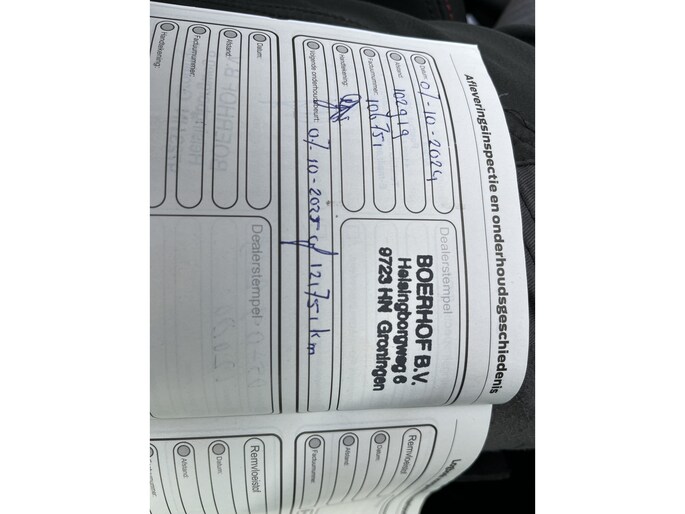 Afleveringsinspectie en onderhoudsgeschiedenis
Datum: 01-10-2024
Afstand: 102919
Factuurnummer: 104751
Handtekening:
Volgende onderhoudsbeurt: 01-10-2025 of 121751 km
Dealerstempel
BOERHOF B.V.
Helsingborgweg 6
9723 HN Groningen
Datum:
Afstand:
Factuurnummer:
Handtekening:
Dealerstempel
Remvloeistof
Datum:
Afstand:
Factuurnummer:
Remvloeistof
Datum:
Afstand: